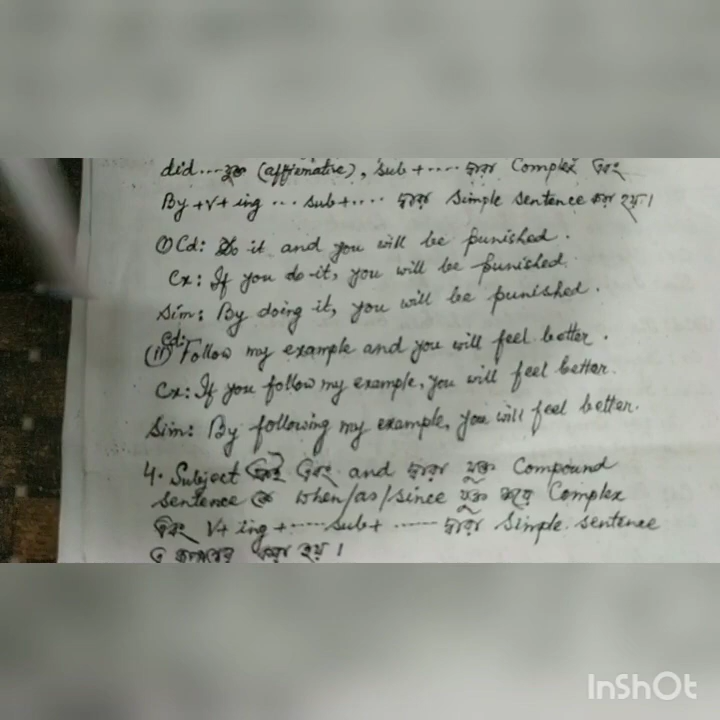 did... যুক্ত (affirmative), sub +.... দ্বারা Complex এবং
By +v+ ing ... sub+.... দ্বারা Simple sentence করা হয়।
(i) Cd: Do it and you will be punished.
Cx: If you do it, you will be punished.
Sim: By doing it, you will be punished.
Cd:
(ii) Follow my example and you will feel better.
Cx: If you follow my example, you will feel better.
Sim: By following my example, you will feel better.
4. Subject একই এবং and দ্বারা যুক্ত Compound
sentence কে when/as/since যুক্ত করে Complex
এবং V+ ing +.....sub+ ...... দ্বারা Simple sentence
এ রূপান্তর করা হয়।
InShOt